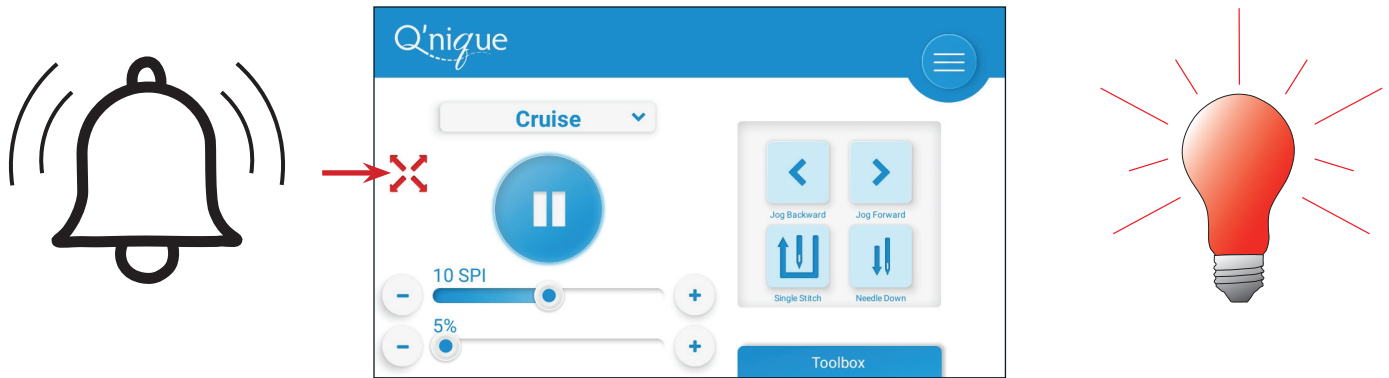 Q'nique
Cruise
10 SPI
5%
Jog Backward
Jog Forward
Single Stitch
Needle Down
Toolbox